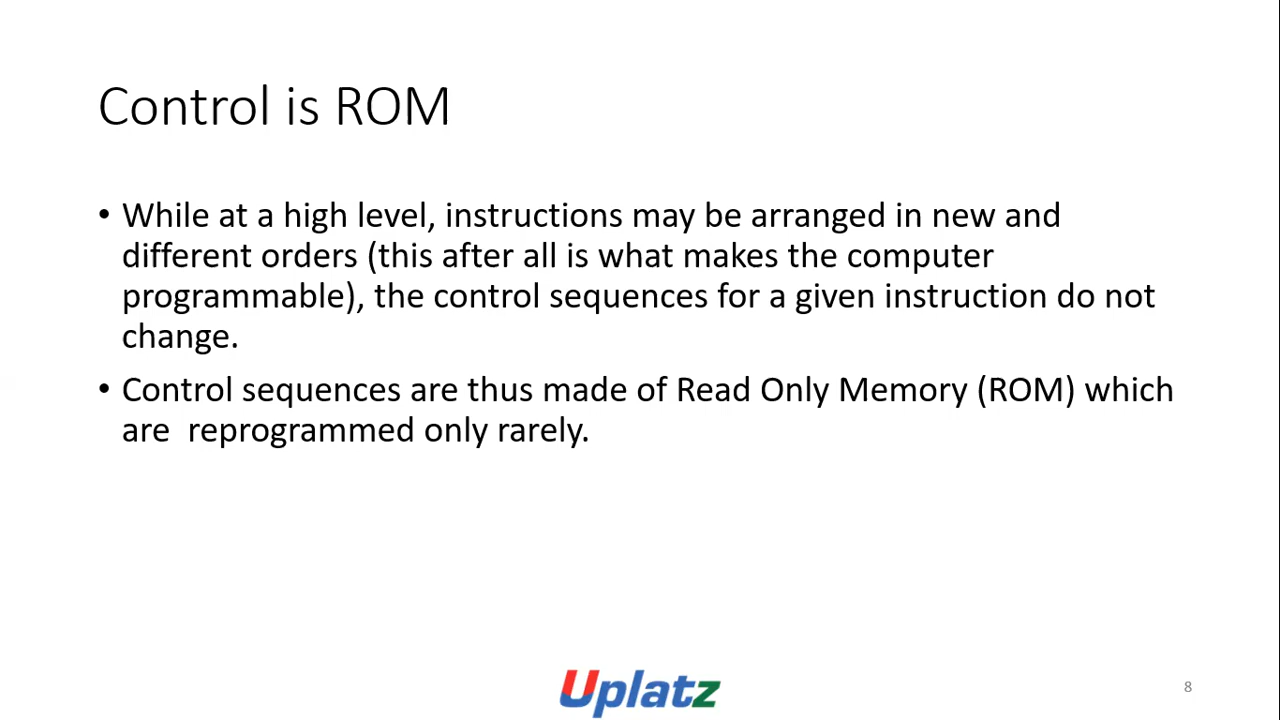 Control is ROM
• While at a high level, instructions may be arranged in new and
different orders (this after all is what makes the computer
programmable), the control sequences for a given instruction do not
change.
• Control sequences are thus made of Read Only Memory (ROM) which
are  reprogrammed only rarely.
Uplatz
8